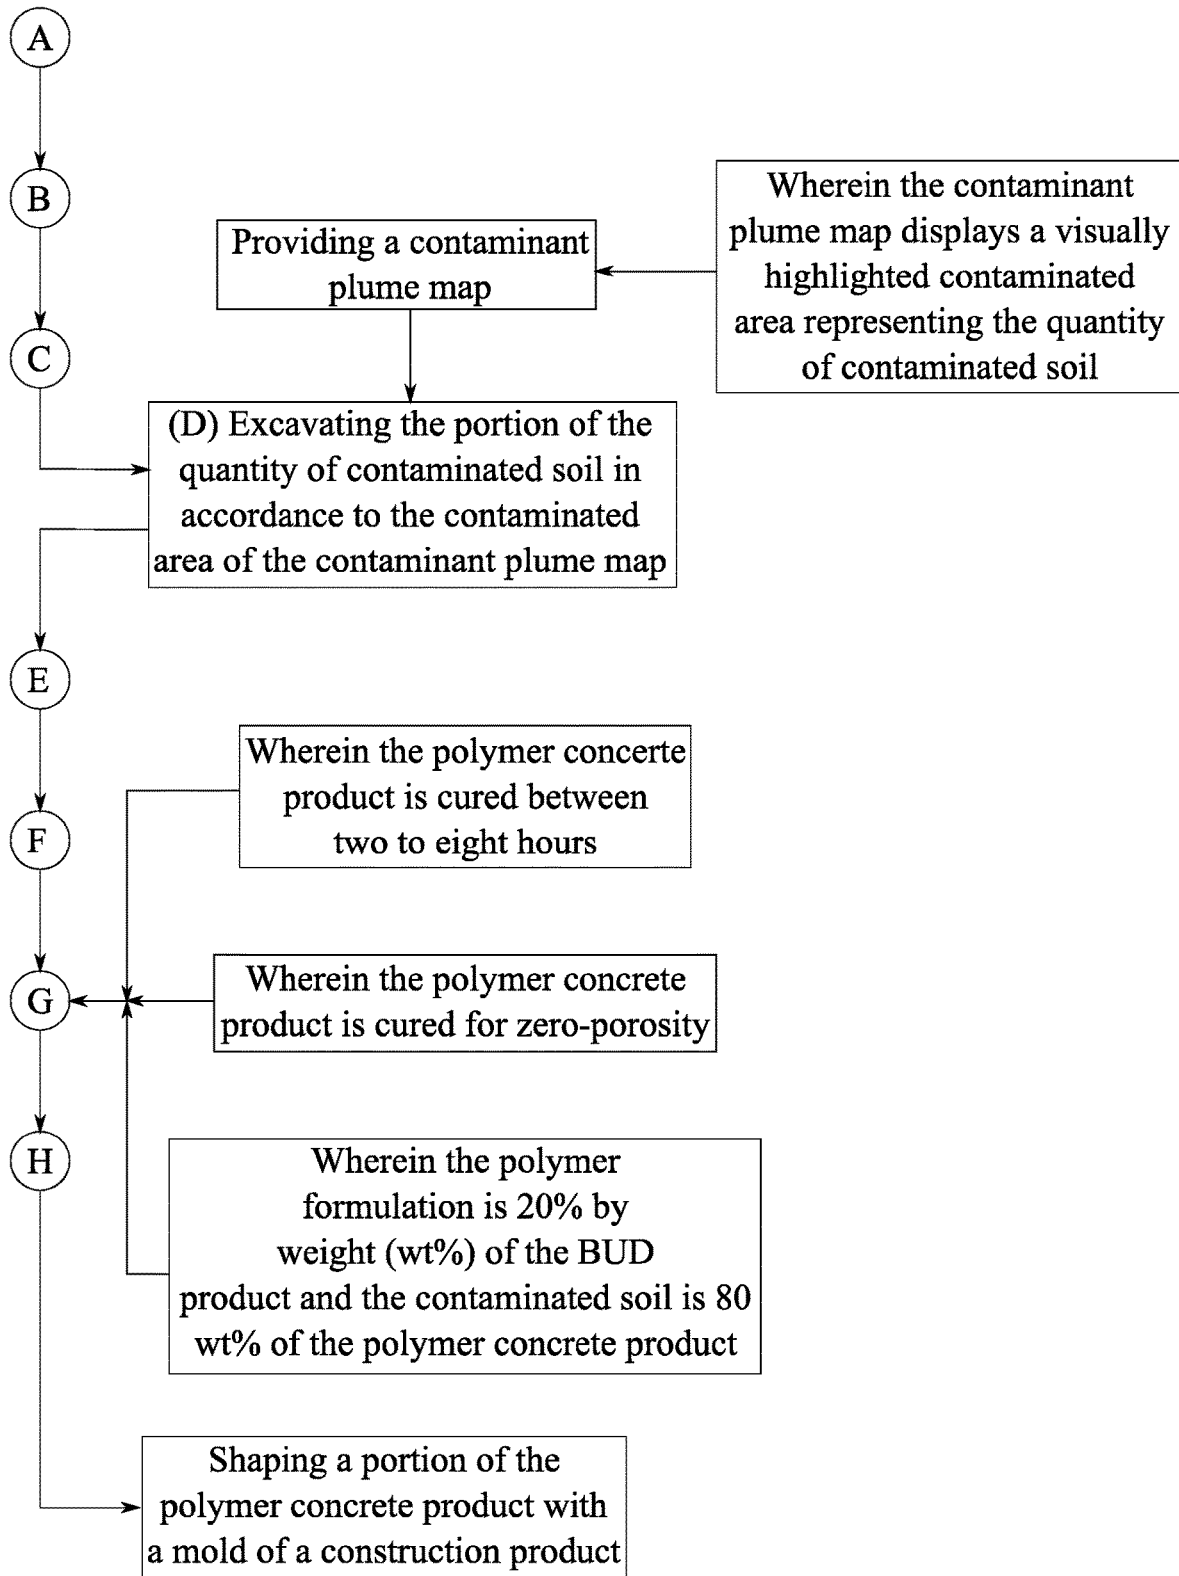 A
B
Wherein the contaminant
plume map displays a visually
highlighted contaminated
area representing the quantity
of contaminated soil
Providing a contaminant
plume map
C
(D) Excavating the portion of the
quantity of contaminated soil in
accordance to the contaminated
area of the contaminant plume map
E
Wherein the polymer concerte
product is cured between
two to eight hours
F
G
Wherein the polymer concrete
product is cured for zero-porosity
H
Wherein the polymer
formulation is 20% by
weight (wt%) of the BUD
product and the contaminated soil is 80
wt% of the polymer concrete product
Shaping a portion of the
polymer concrete product with
a mold of a construction product